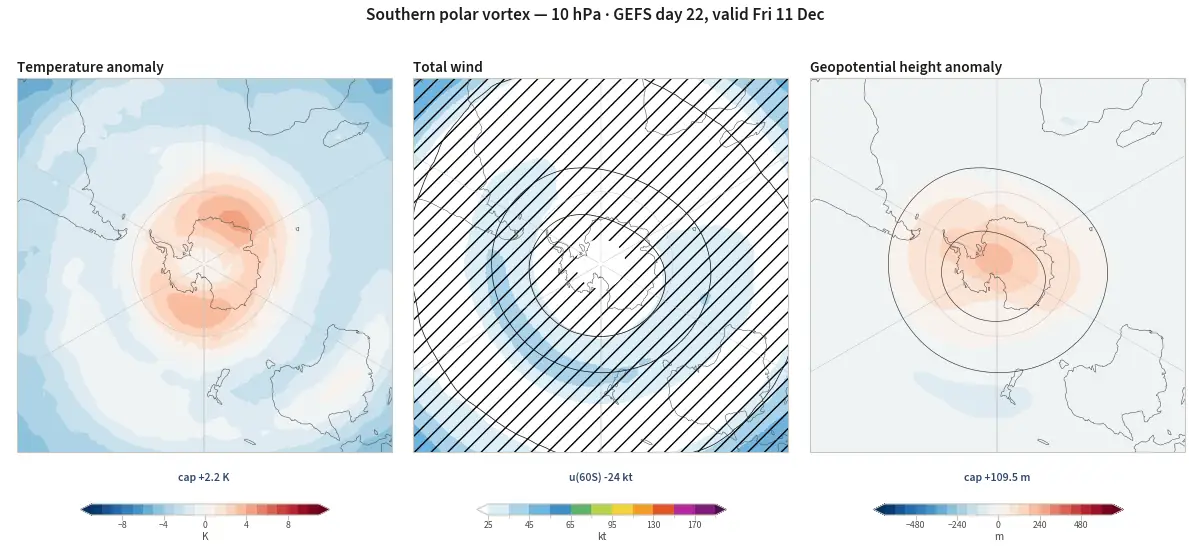 Southern polar vortex — 10 hPa · GEFS day 22, valid Fri 11 Dec
Temperature anomaly
Total wind
Geopotential height anomaly
cap +2.2 K
u(60S) -24 kt
cap +109.5 m
−8 −4 0 4 8
K
25 45 65 95 130 170
kt
−480 −240 0 240 480
m